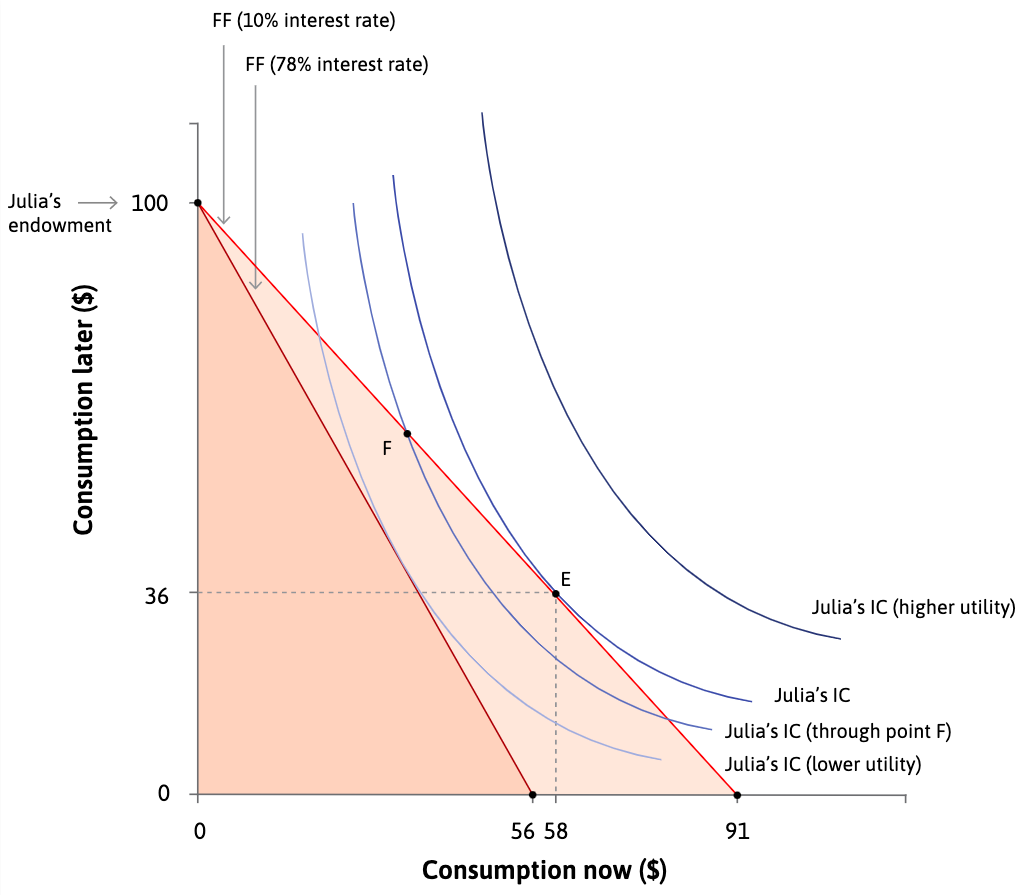 FF (10% interest rate)
FF (78% interest rate)
Julia's
endowment
100
Consumption later ($)
F
E
36
Julia's IC (higher utility)
Julia's IC
Julia's IC (through point F)
Julia's IC (lower utility)
0
0
56
58
91
Consumption now ($)